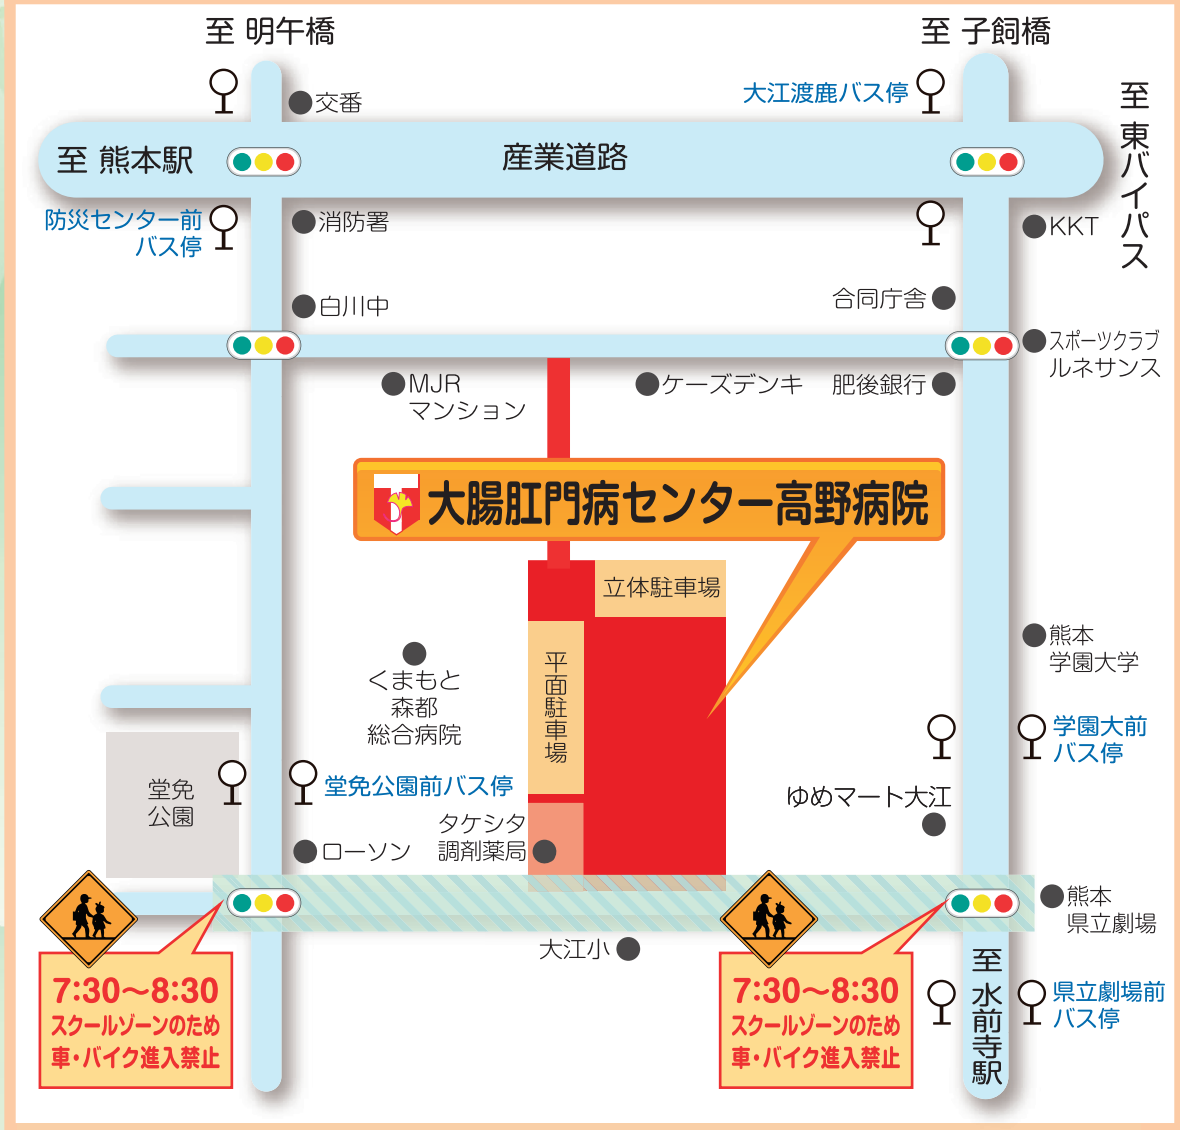 至 明午橋
至 子飼橋
交番
大江渡鹿バス停
至 東バイパス
至 熊本駅
産業道路
防災センター前
バス停
消防署
KKT
白川中
合同庁舎
スポーツクラブ
ルネサンス
MJR
マンション
ケーズデンキ
肥後銀行
大腸肛門病センター高野病院
立体駐車場
平面駐車場
くまもと
森都
総合病院
熊本
学園大学
学園大前
バス停
堂免
公園
堂免公園前バス停
ゆめマート大江
タケシタ
調剤薬局
ローソン
熊本
県立劇場
大江小
至 水前寺駅
県立劇場前
バス停
7:30〜8:30
スクールゾーンのため
車・バイク進入禁止
7:30〜8:30
スクールゾーンのため
車・バイク進入禁止